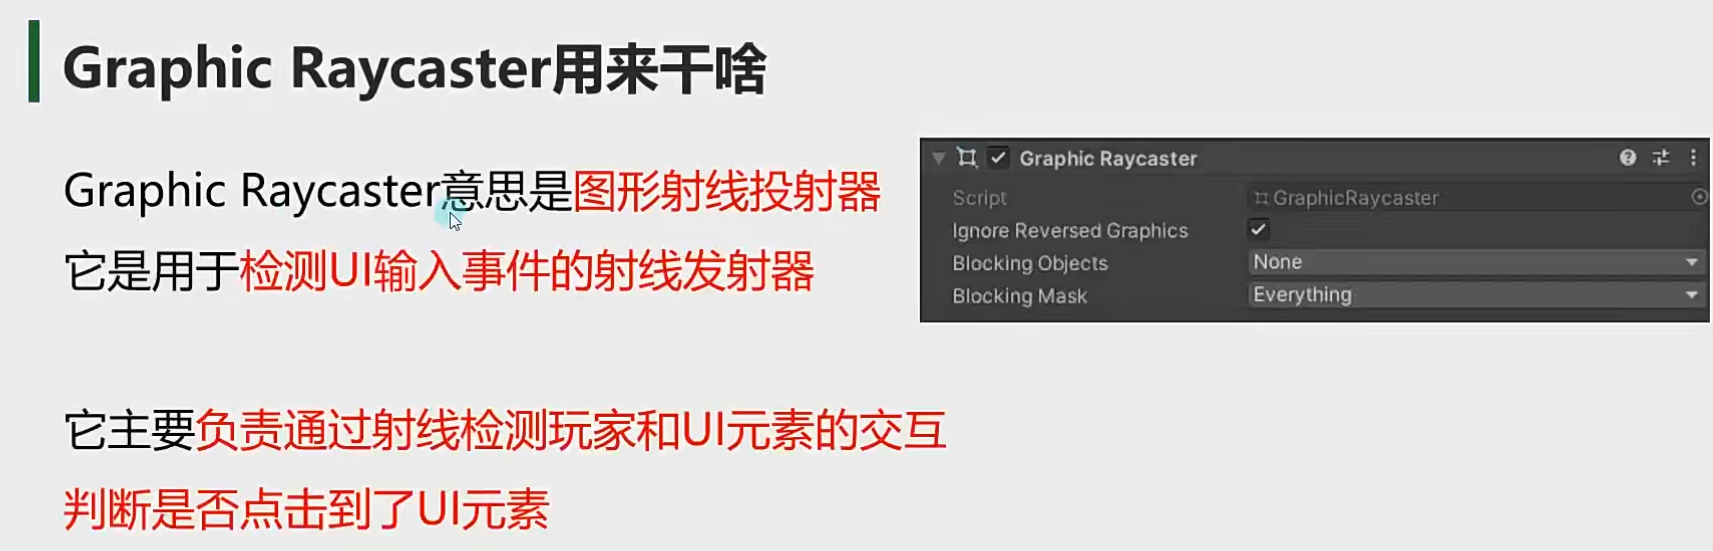 Graphic Raycaster用来干啥
Graphic Raycaster意思是图形射线投射器
它是用于检测UI输入事件的射线发射器
它主要负责通过射线检测玩家和UI元素的交互
判断是否点击到了UI元素
Graphic Raycaster
Script GraphicRaycaster
Ignore Reversed Graphics
Blocking Objects None
Blocking Mask Everything